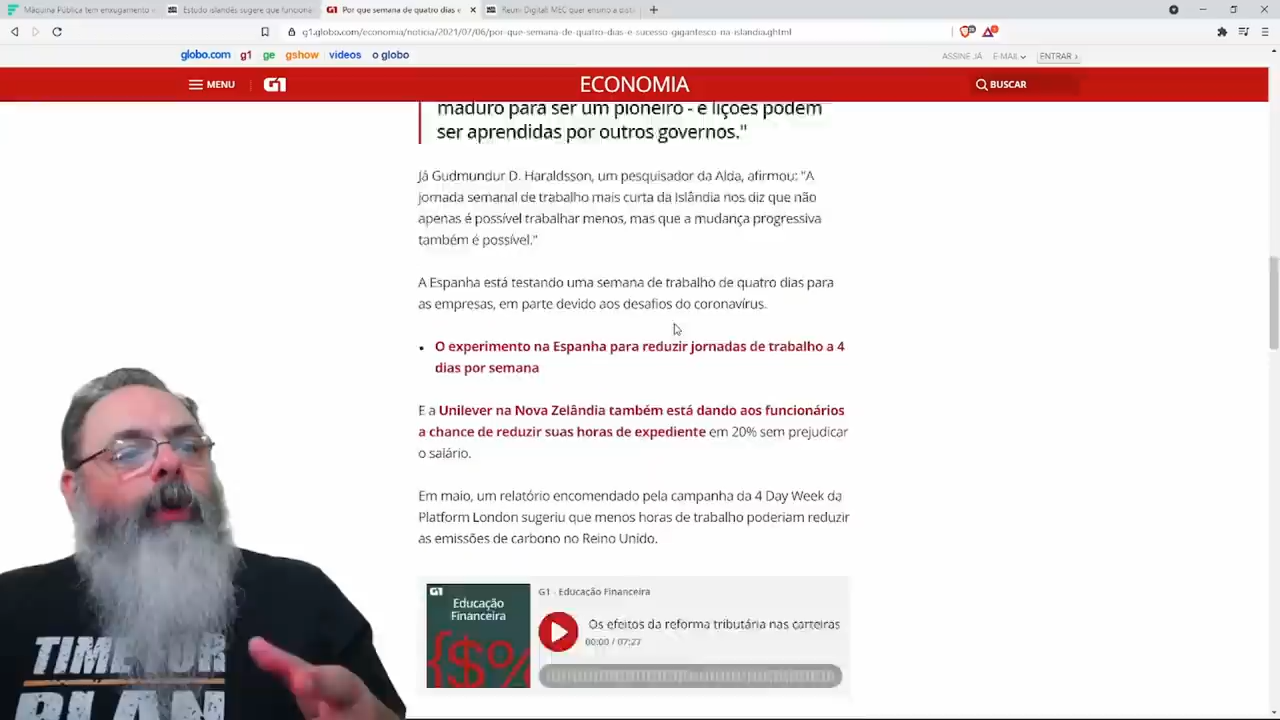 Máquina Pública tem enxugamento
Estudo islandês sugere que funcioná
G1 Por que semana de quatro dias é
Reuni Digital: MEC quer ensino a distâ
g1.globo.com/economia/noticia/2021/07/06/por-que-semana-de-quatro-dias-e-sucesso-gigantesco-na-islandia.ghtml
globo.com g1 ge gshow videos o globo
ASSINE JÁ E-MAIL ENTRAR ›
MENU G1 ECONOMIA BUSCAR
maduro para ser um pioneiro - e lições podem
ser aprendidas por outros governos."
Já Gudmundur D. Haraldsson, um pesquisador da Alda, afirmou: "A
jornada semanal de trabalho mais curta da Islândia nos diz que não
apenas é possível trabalhar menos, mas que a mudança progressiva
também é possível."
A Espanha está testando uma semana de trabalho de quatro dias para
as empresas, em parte devido aos desafios do coronavírus.
• O experimento na Espanha para reduzir jornadas de trabalho a 4
dias por semana
E a Unilever na Nova Zelândia também está dando aos funcionários
a chance de reduzir suas horas de expediente em 20% sem prejudicar
o salário.
Em maio, um relatório encomendado pela campanha da 4 Day Week da
Platform London sugeriu que menos horas de trabalho poderiam reduzir
as emissões de carbono no Reino Unido.
G1
Educação
Financeira
{$%
G1 - Educação Financeira
Os efeitos da reforma tributária nas carteiras
00:00 / 07:27
TIME
PLAN